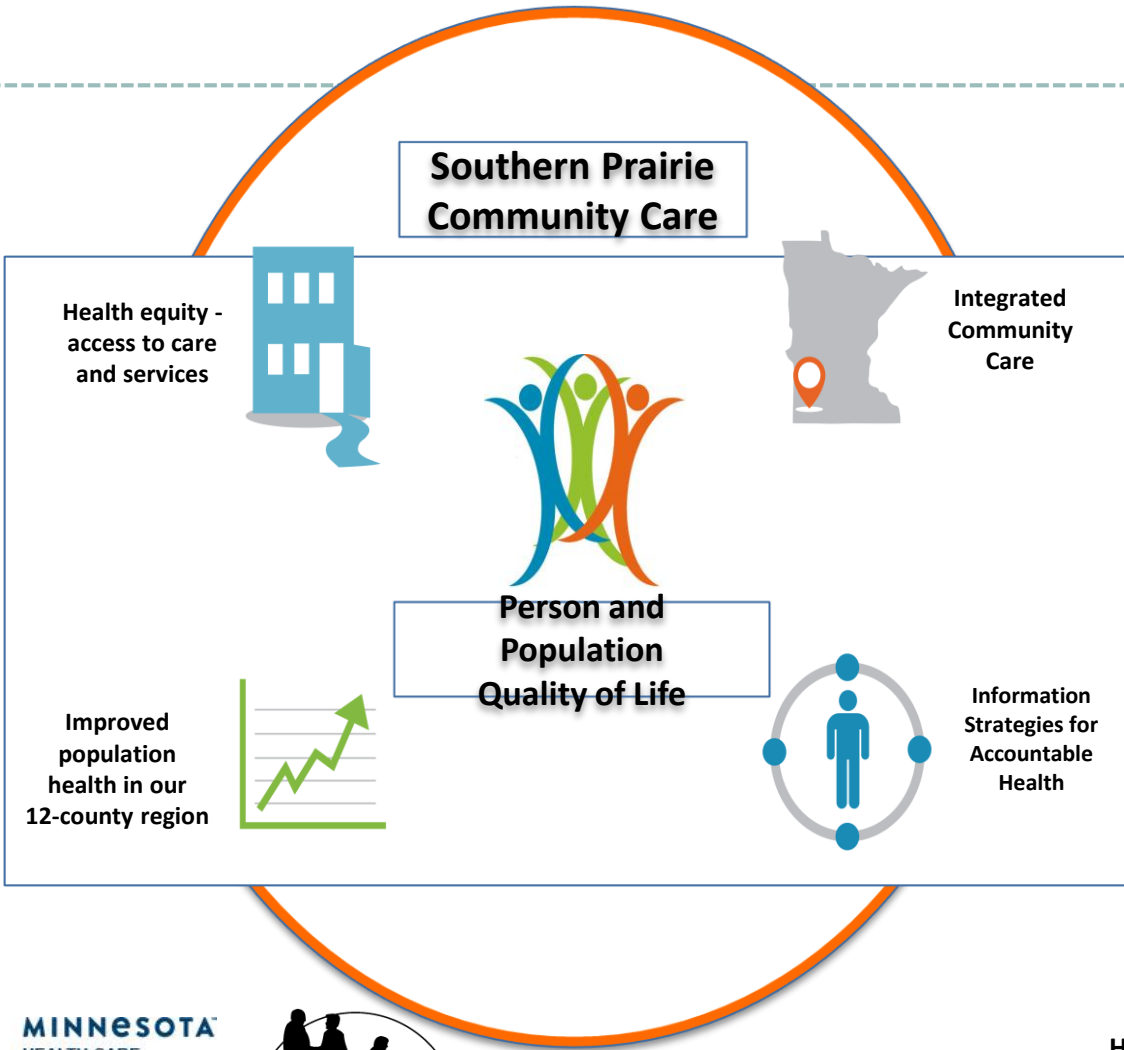 Southern Prairie
Community Care
Health equity -
access to care
and services
Integrated
Community
Care
Person and
Population
Quality of Life
Improved
population
health in our
12-county region
Information
Strategies for
Accountable
Health
MINNESOTA